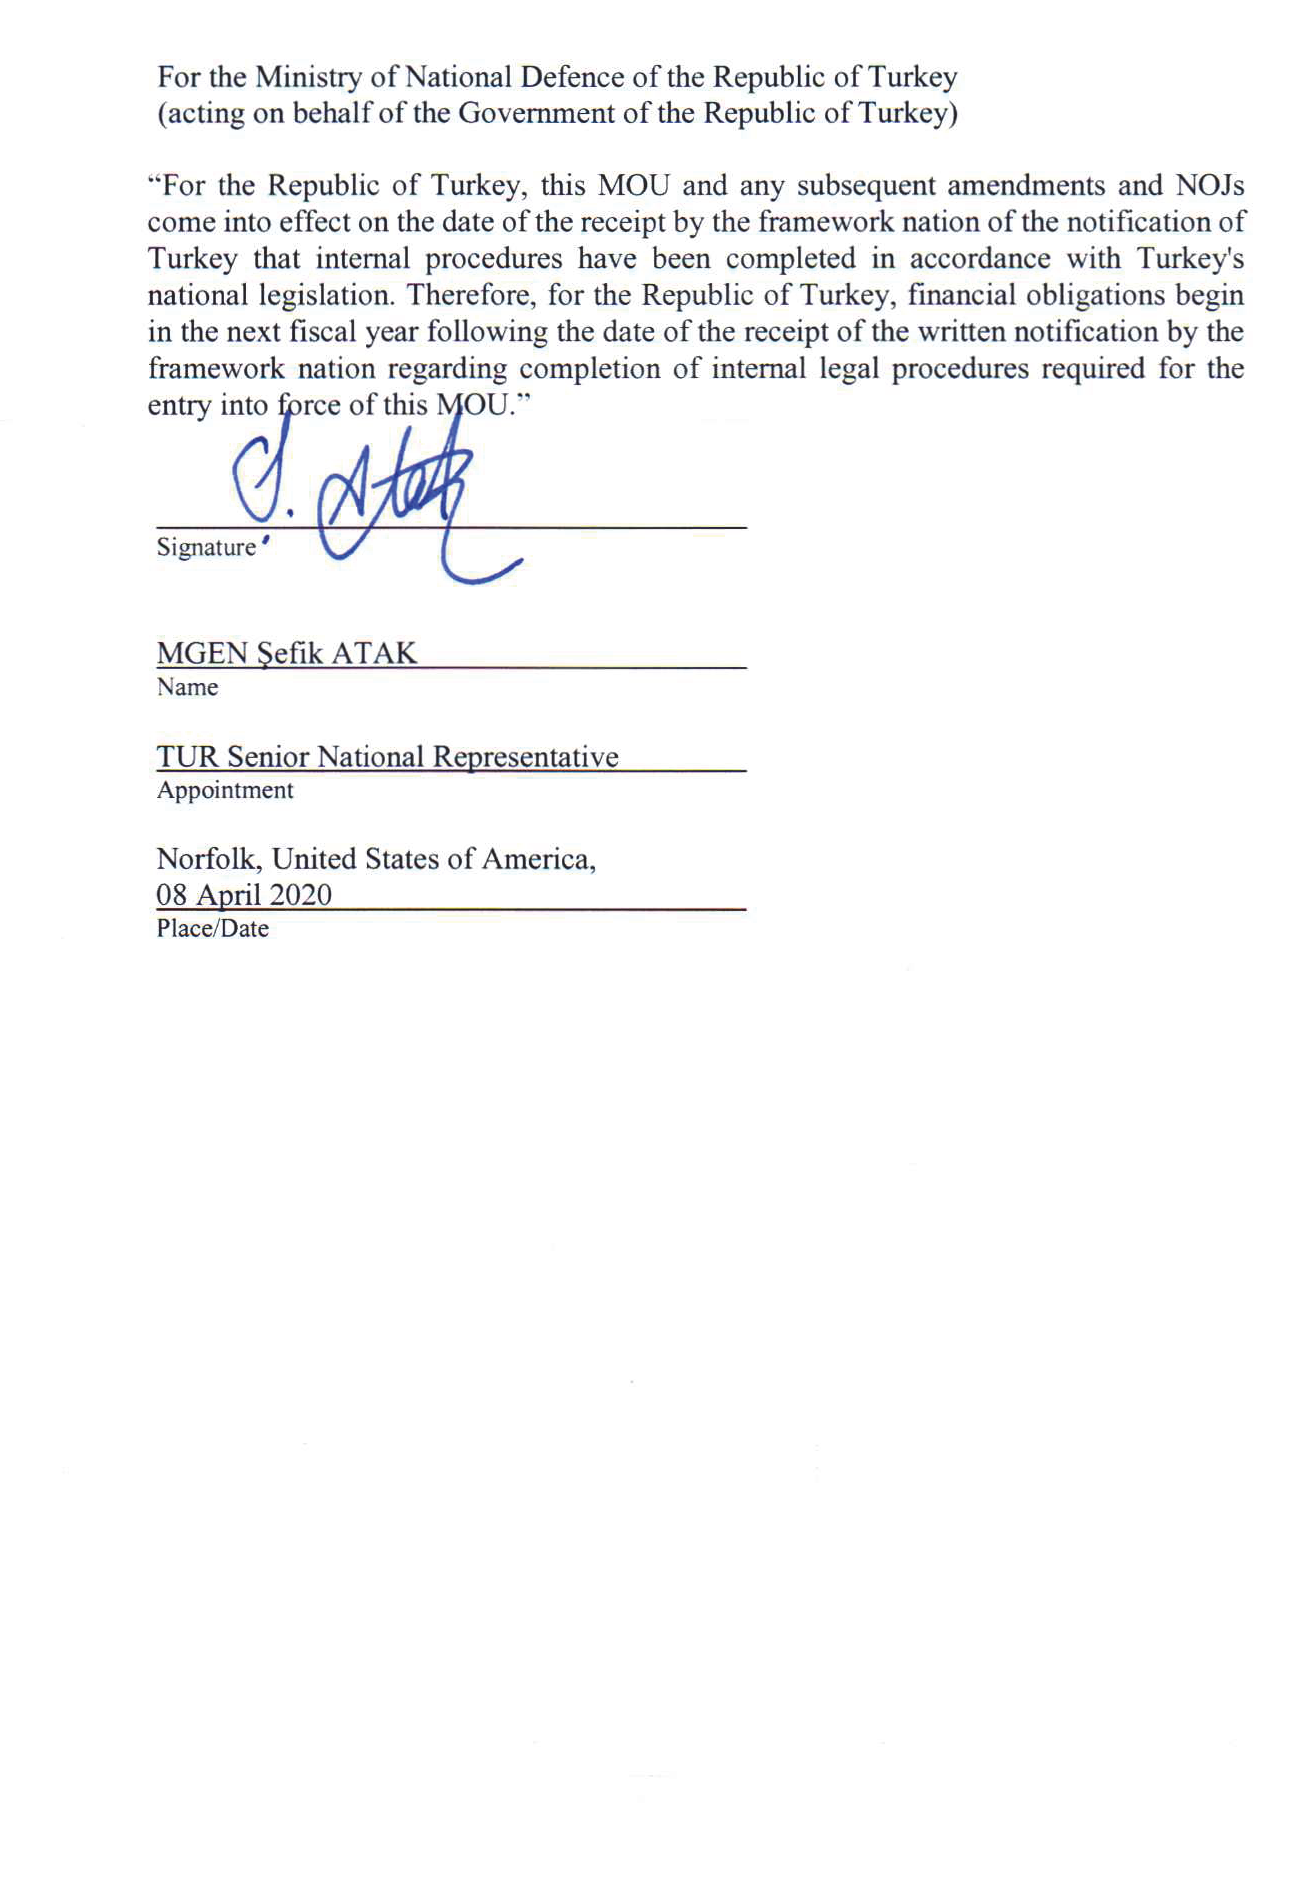 For the Ministry of National Defence of the Republic of Turkey
(acting on behalf of the Government of the Republic of Turkey)
“For the Republic of Turkey, this MOU and any subsequent amendments and NOJs
come into effect on the date of the receipt by the framework nation of the notification of
Turkey that internal procedures have been completed in accordance with Turkey's
national legislation. Therefore, for the Republic of Turkey, financial obligations begin
in the next fiscal year following the date of the receipt of the written notification by the
framework nation regarding completion of internal legal procedures required for the
entry into force of this MOU.”
Ş. Atak
Signature
MGEN Şefik ATAK
Name
TUR Senior National Representative
Appointment
Norfolk, United States of America,
08 April 2020
Place/Date